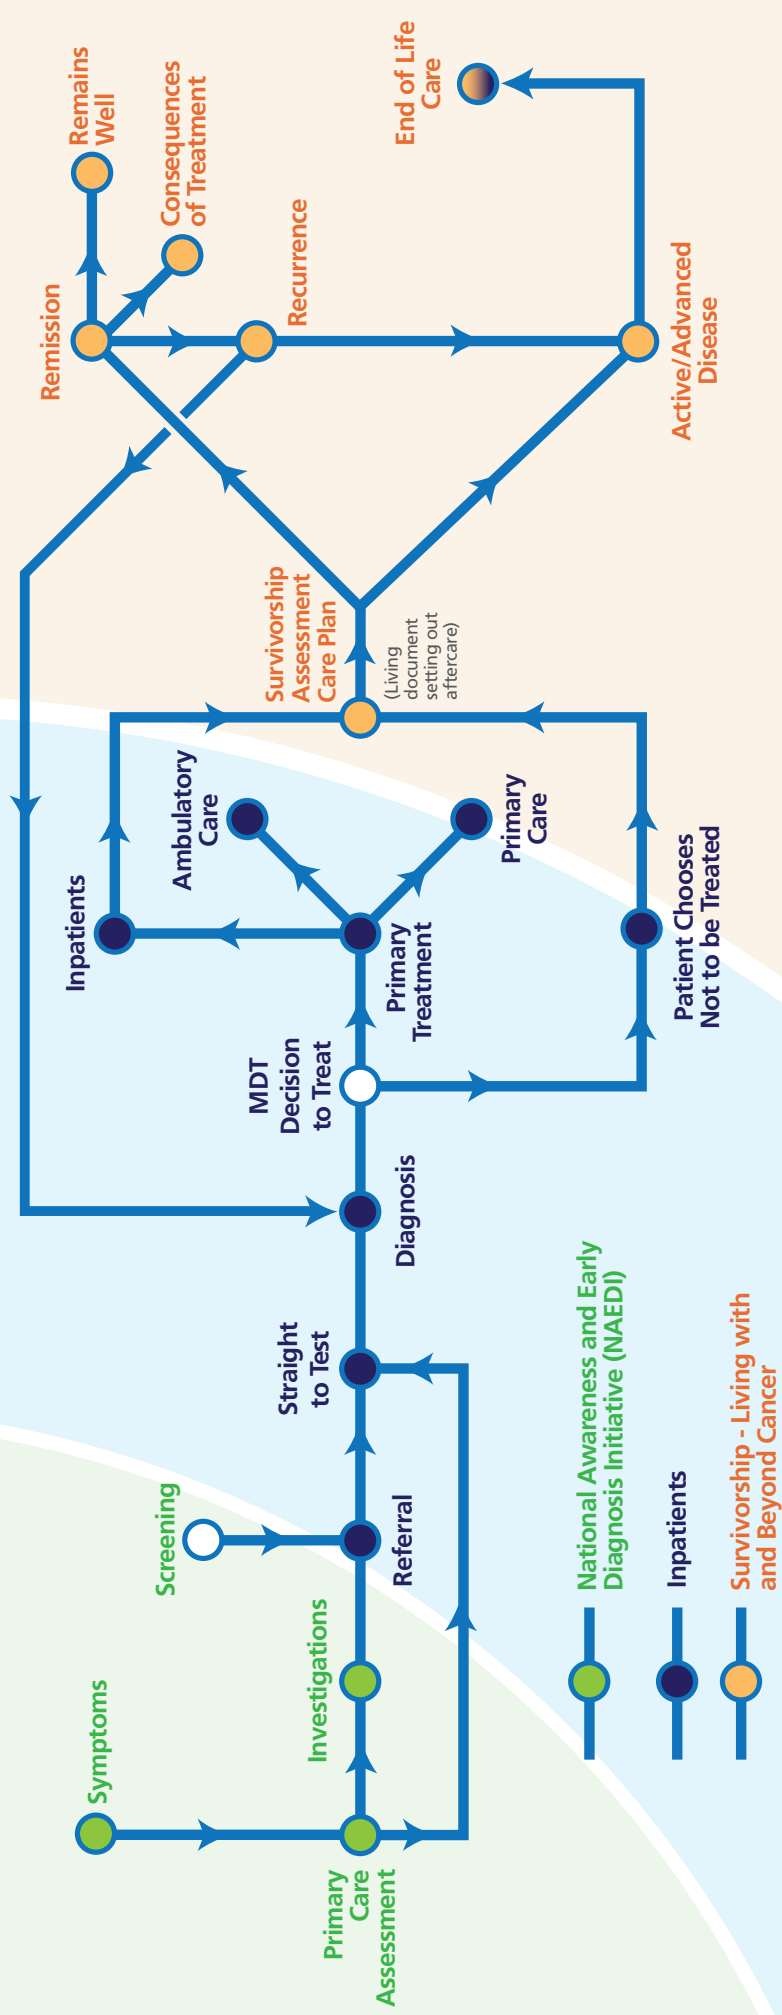 Symptoms
Primary
Care
Assessment
Investigations
Screening
Referral
Straight
to Test
Diagnosis
MDT
Decision
to Treat
Primary
Treatment
Inpatients
Ambulatory
Care
Primary
Care
Patient Chooses
Not to be Treated
Survivorship
Assessment
Care Plan
(Living
document
setting out
aftercare)
Remission
Remains
Well
Consequences
of Treatment
Recurrence
Active/Advanced
Disease
End of Life
Care
National Awareness and Early
Diagnosis Initiative (NAEDI)
Inpatients
Survivorship - Living with
and Beyond Cancer